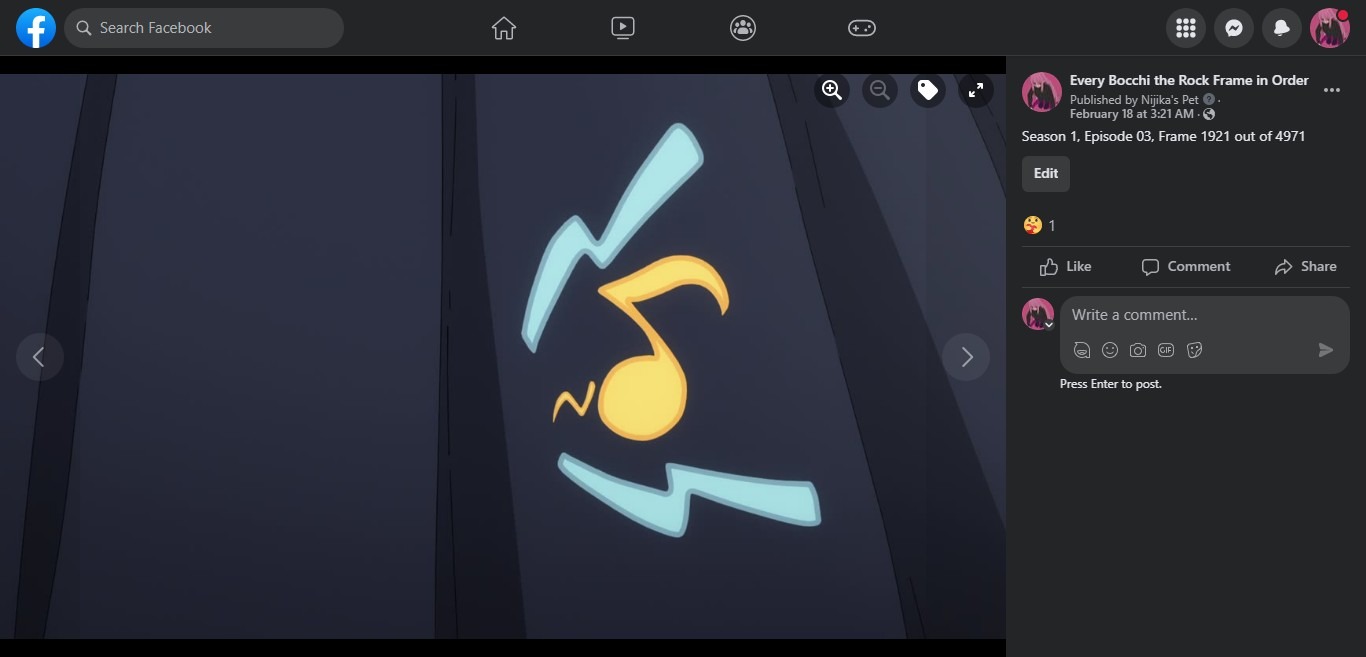 Search Facebook
Every Bocchi the Rock Frame in Order
Published by Nijika's Pet ·
February 18 at 3:21 AM ·
Season 1, Episode 03, Frame 1921 out of 4971
Edit
1
Like Comment Share
Write a comment...
GIF
Press Enter to post.